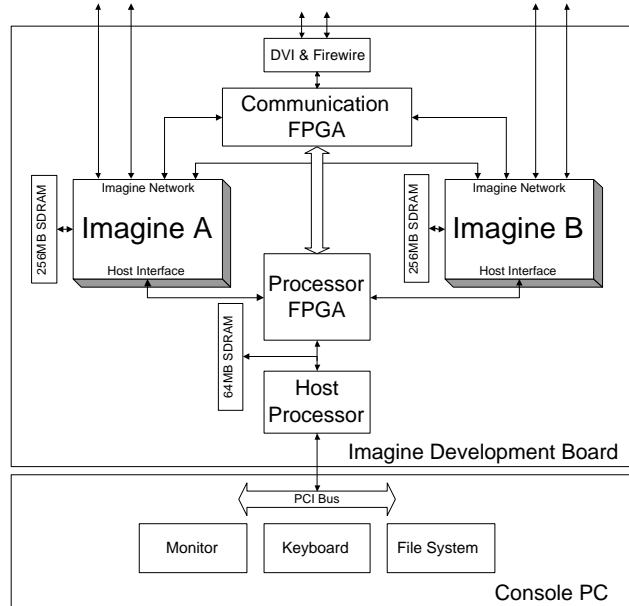 DVI & Firewire
Communication
FPGA
Imagine Network
Imagine A
Host Interface
256MB SDRAM
Imagine Network
Imagine B
Host Interface
256MB SDRAM
Processor
FPGA
64MB SDRAM
Host
Processor
Imagine Development Board
PCI Bus
Monitor
Keyboard
File System
Console PC